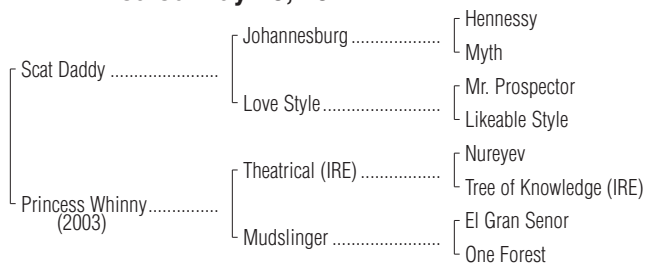 Hennessy
Johannesburg ....................
Myth
Scat Daddy ........................
Mr. Prospector
Love Style..........................
Likeable Style
Nureyev
Theatrical (IRE) ..................
Tree of Knowledge (IRE)
Princess Whinny...............
(2003)
El Gran Senor
Mudslinger ........................
One Forest